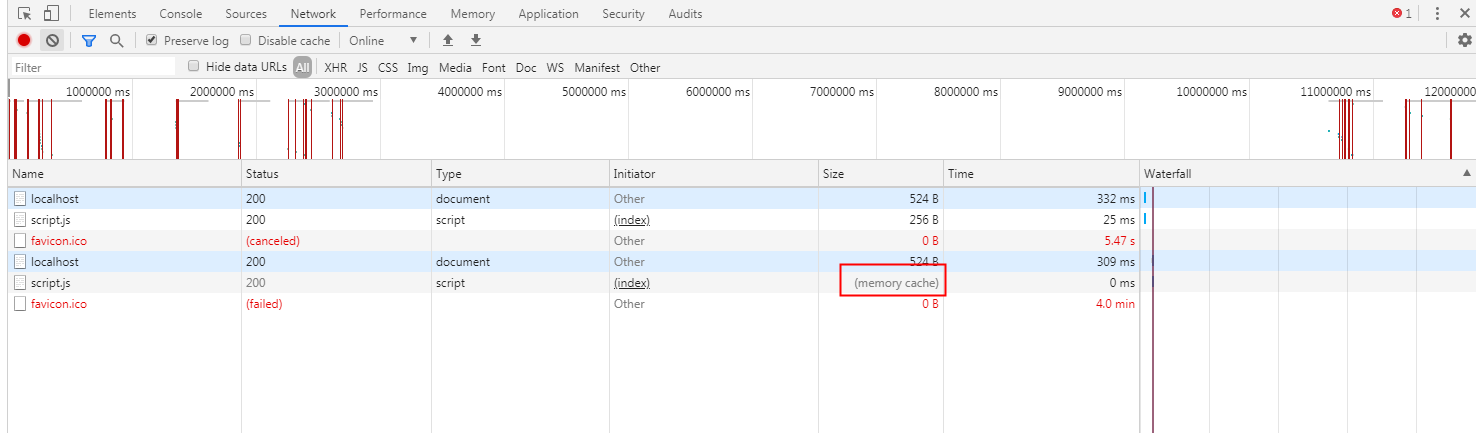 Elements Console Sources Network Performance Memory Application Security Audits 1
Preserve log Disable cache Online
Filter Hide data URLs All XHR JS CSS Img Media Font Doc WS Manifest Other
1000000 ms 2000000 ms 3000000 ms 4000000 ms 5000000 ms 6000000 ms 7000000 ms 8000000 ms 9000000 ms 10000000 ms 11000000 ms 12000000
Name Status Type Initiator Size Time Waterfall
localhost 200 document Other 524 B 332 ms
script.js 200 script (index) 256 B 25 ms
favicon.ico (canceled) Other 0 B 5.47 s
localhost 200 document Other 524 B 309 ms
script.js 200 script (index) (memory cache) 0 ms
favicon.ico (failed) Other 0 B 4.0 min